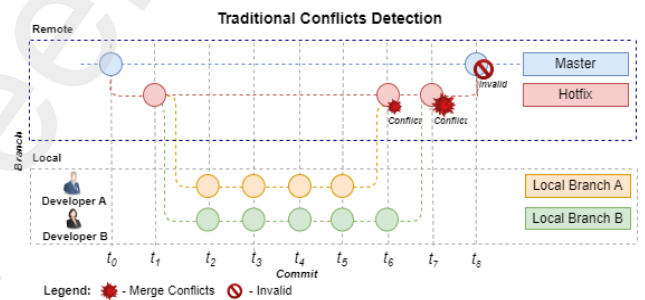 Traditional Conflicts Detection
Remote
Master
Invalid
Hotfix
Conflict
Conflict
Branch
Local
Developer A
Local Branch A
Developer B
Local Branch B
t0 t1 t2 t3 t4 t5 t6 t7 t8
Commit
Legend: - Merge Conflicts - Invalid